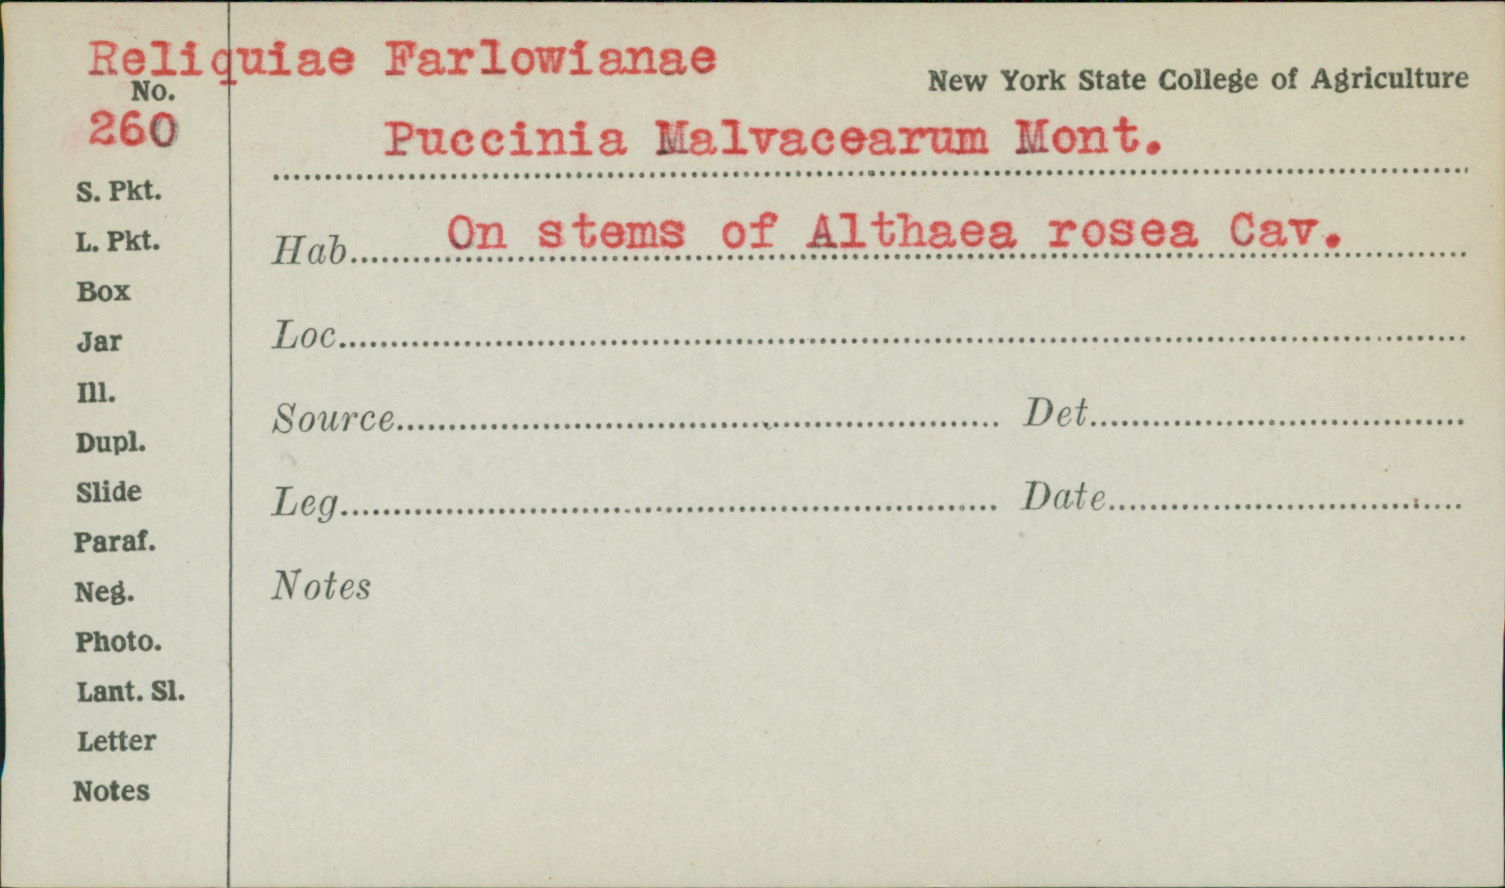 Reliquiae Farlowianae
New York State College of Agriculture
No.
260
Puccinia Malvacearum Mont.
S. Pkt.
L. Pkt.
Hab. On stems of Althaea rosea Cav.
Box
Jar
Loc.
Ill.
Source Det.
Dupl.
Slide
Leg. Date
Paraf.
Neg.
Notes
Photo.
Lant. Sl.
Letter
Notes